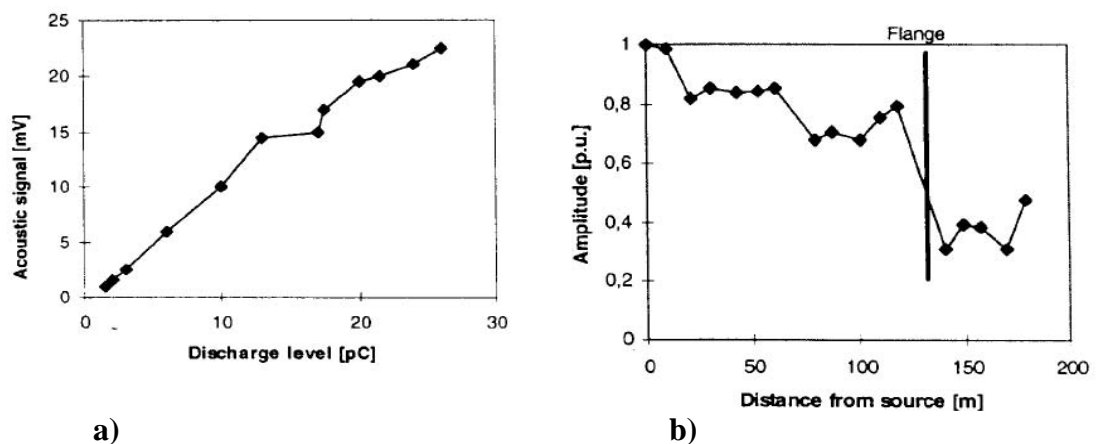 25
20
15
10
5
0
Acoustic signal [mV]
0 10 20 30
Discharge level [pC]
a)
Flange
1
0,8
0,6
0,4
0,2
0
Amplitude [p.u.]
0 50 100 150 200
Distance from source [m]
b)